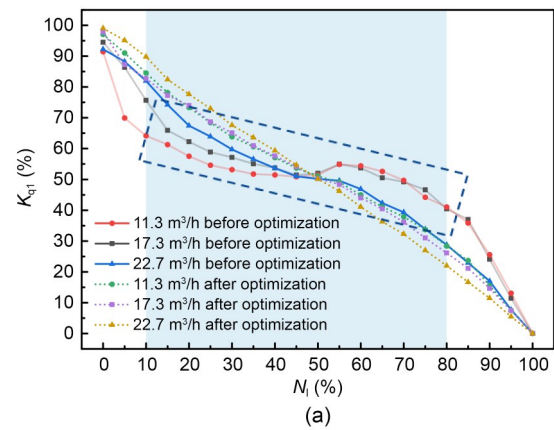 100
90
80
70
60
50
40
30
20
10
0
K_q1 (%)
11.3 m³/h before optimization
17.3 m³/h before optimization
22.7 m³/h before optimization
11.3 m³/h after optimization
17.3 m³/h after optimization
22.7 m³/h after optimization
0 10 20 30 40 50 60 70 80 90 100
N_l (%)
(a)